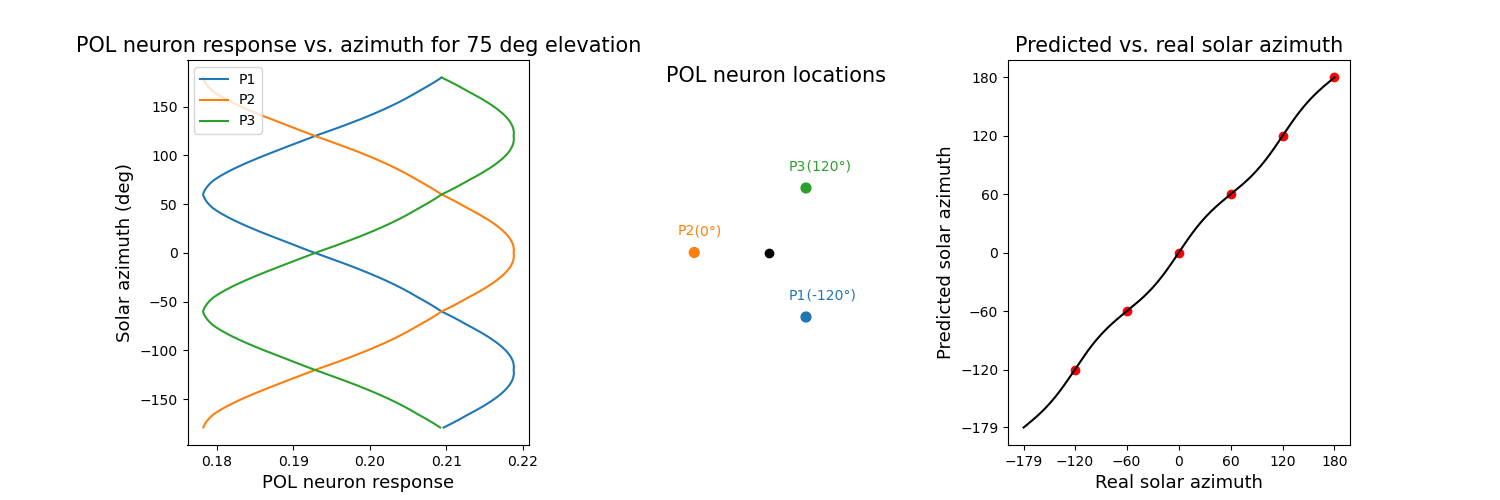 POL neuron response vs. azimuth for 75 deg elevation
P1
P2
P3
150
100
50
0
−50
−100
−150
Solar azimuth (deg)
0.18
0.19
0.20
0.21
0.22
POL neuron response
POL neuron locations
P3(120°)
P2(0°)
P1(-120°)
Predicted vs. real solar azimuth
180
120
60
0
−60
−120
−179
Predicted solar azimuth
−179
−120
−60
0
60
120
180
Real solar azimuth